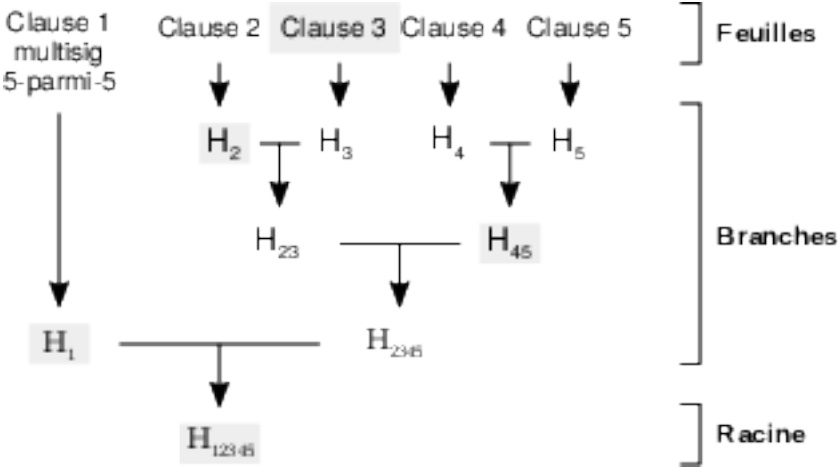 Clause 1
multisig
5-parmi-5
Clause 2
Clause 3
Clause 4
Clause 5
Feuilles
H2
H3
H4
H5
H23
H45
Branches
H1
H2345
H12345
Racine